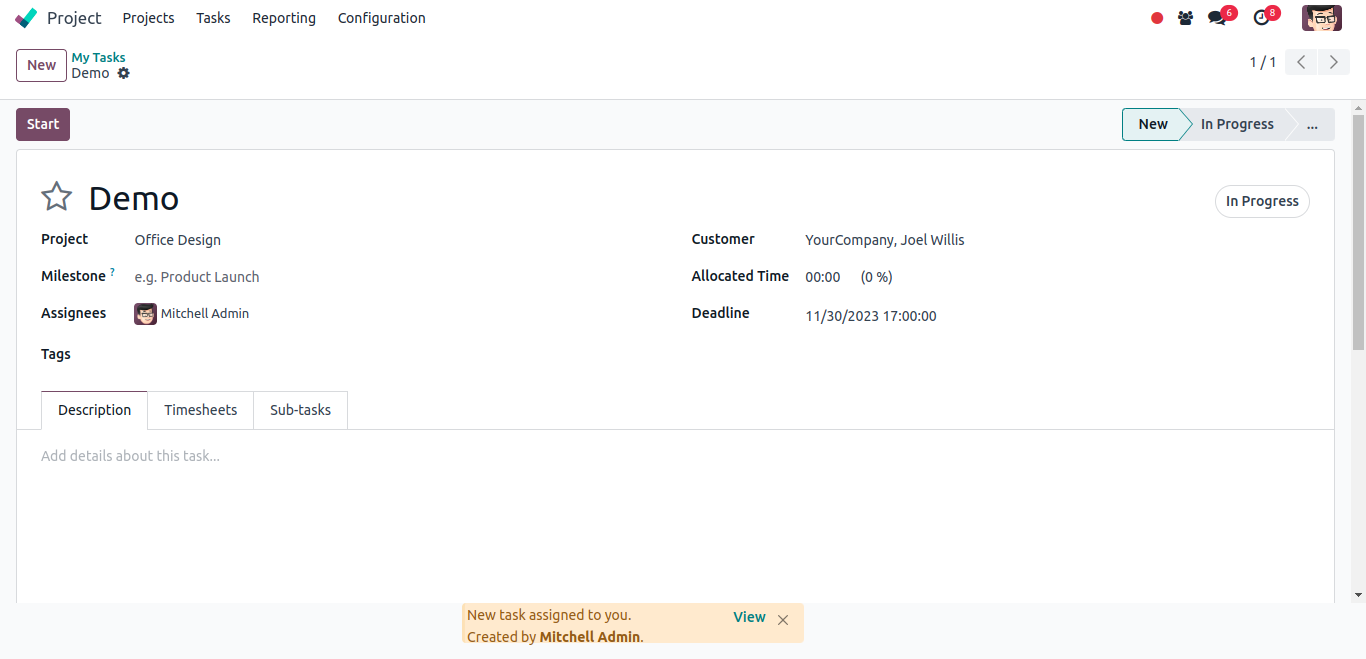 Project Projects Tasks Reporting Configuration 6 8
New My Tasks
Demo 1 / 1
Start New In Progress ...
Demo In Progress
Project Office Design Customer YourCompany, Joel Willis
Milestone ? e.g. Product Launch Allocated Time 00:00 (0 %)
Assignees Mitchell Admin Deadline 11/30/2023 17:00:00
Tags
Description Timesheets Sub-tasks
Add details about this task...
New task assigned to you. View
Created by Mitchell Admin.